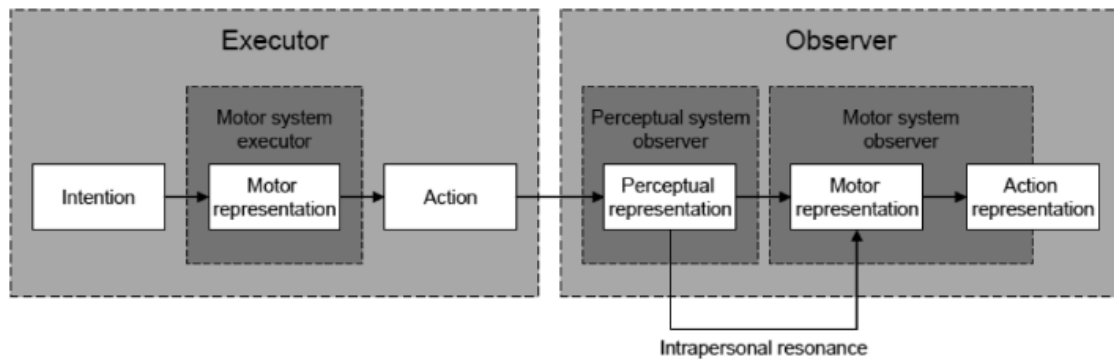 Executor
Observer
Motor system
executor
Perceptual system
observer
Motor system
observer
Intention
Motor
representation
Action
Perceptual
representation
Motor
representation
Action
representation
Intrapersonal resonance